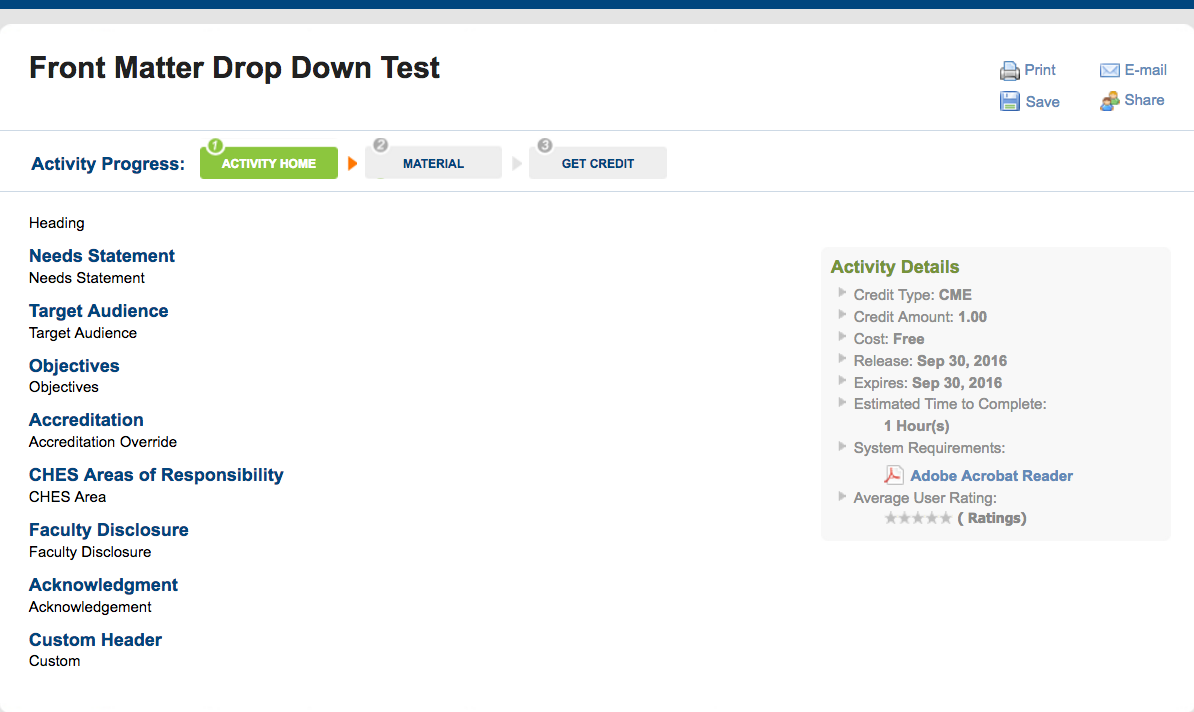 Front Matter Drop Down Test
Print
E-mail
Save
Share
Activity Progress:
1
ACTIVITY HOME
2
MATERIAL
3
GET CREDIT
Heading
Needs Statement
Needs Statement
Target Audience
Target Audience
Objectives
Objectives
Accreditation
Accreditation Override
CHES Areas of Responsibility
CHES Area
Faculty Disclosure
Faculty Disclosure
Acknowledgment
Acknowledgement
Custom Header
Custom
Activity Details
Credit Type: CME
Credit Amount: 1.00
Cost: Free
Release: Sep 30, 2016
Expires: Sep 30, 2016
Estimated Time to Complete:
1 Hour(s)
System Requirements:
Adobe Acrobat Reader
Average User Rating:
( Ratings)